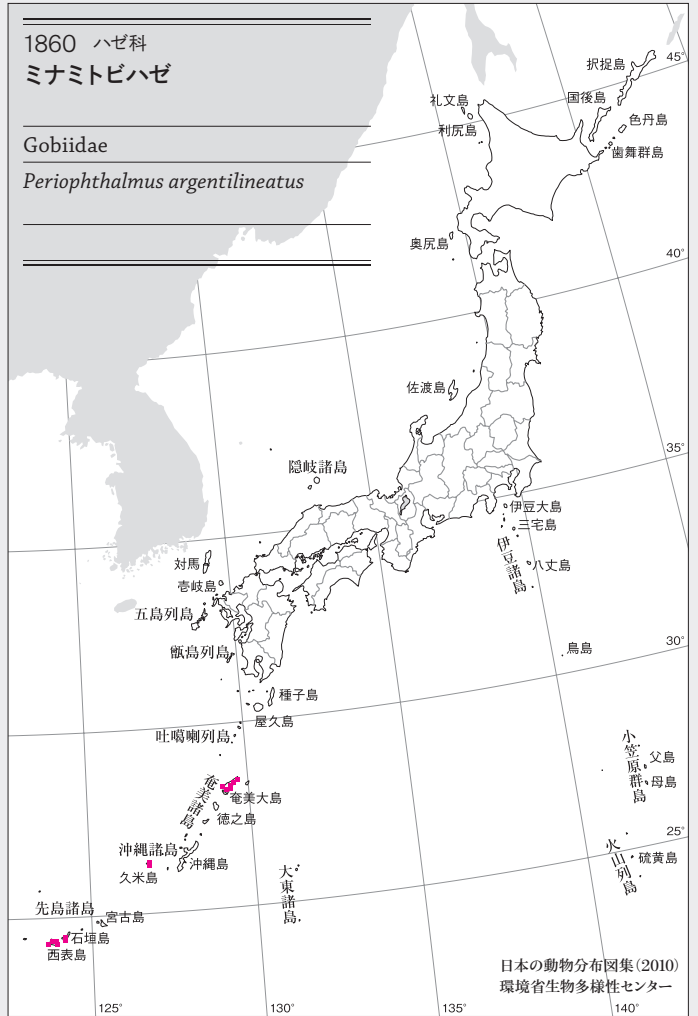 1860 ハゼ科
ミナミトビハゼ
Gobiidae
Periophthalmus argentilineatus
45°
択捉島
国後島
礼文島
色丹島
利尻島
歯舞群島
奥尻島
40°
佐渡島
35°
隠岐諸島
伊豆大島
三宅島
伊豆諸島
八丈島
対馬
壱岐島
五島列島
甑島列島
鳥島
30°
種子島
屋久島
吐噶喇列島
小笠原群島
父島
母島
奄美諸島
奄美大島
徳之島
25°
沖縄諸島
沖縄島
久米島
火山列島
硫黄島
大東諸島
先島諸島
宮古島
石垣島
西表島
日本の動物分布図集(2010)
環境省生物多様性センター
125°
130°
135°
140°